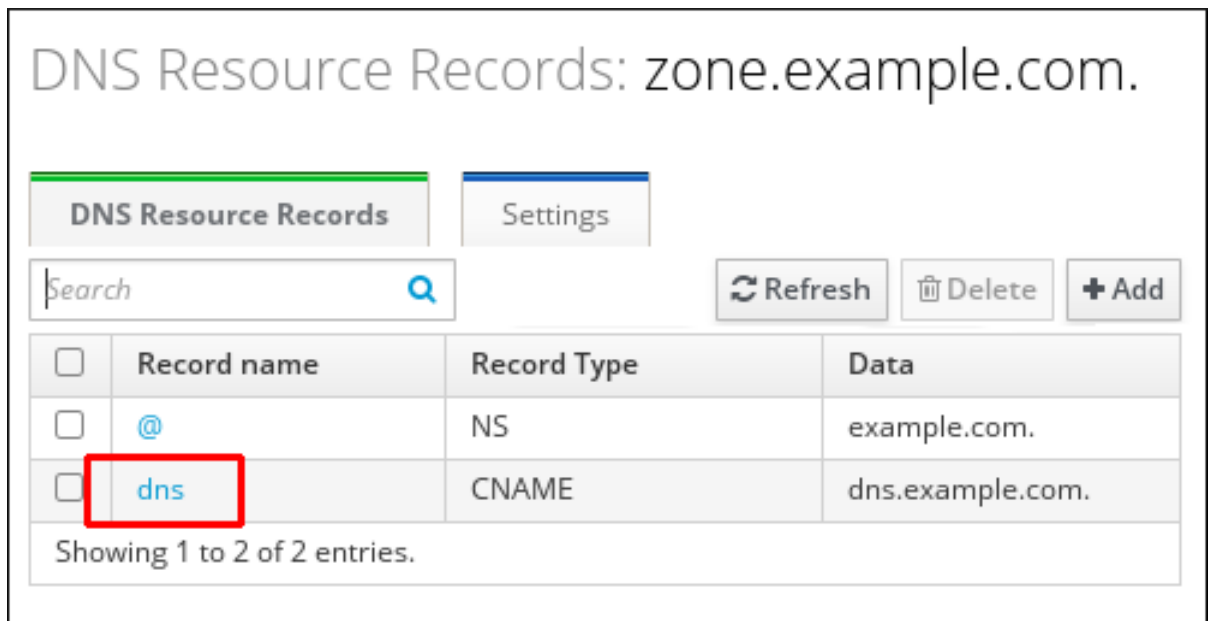 DNS Resource Records: zone.example.com.
DNS Resource Records Settings
Search Refresh Delete Add
Record name Record Type Data
@ NS example.com.
dns CNAME dns.example.com.
Showing 1 to 2 of 2 entries.